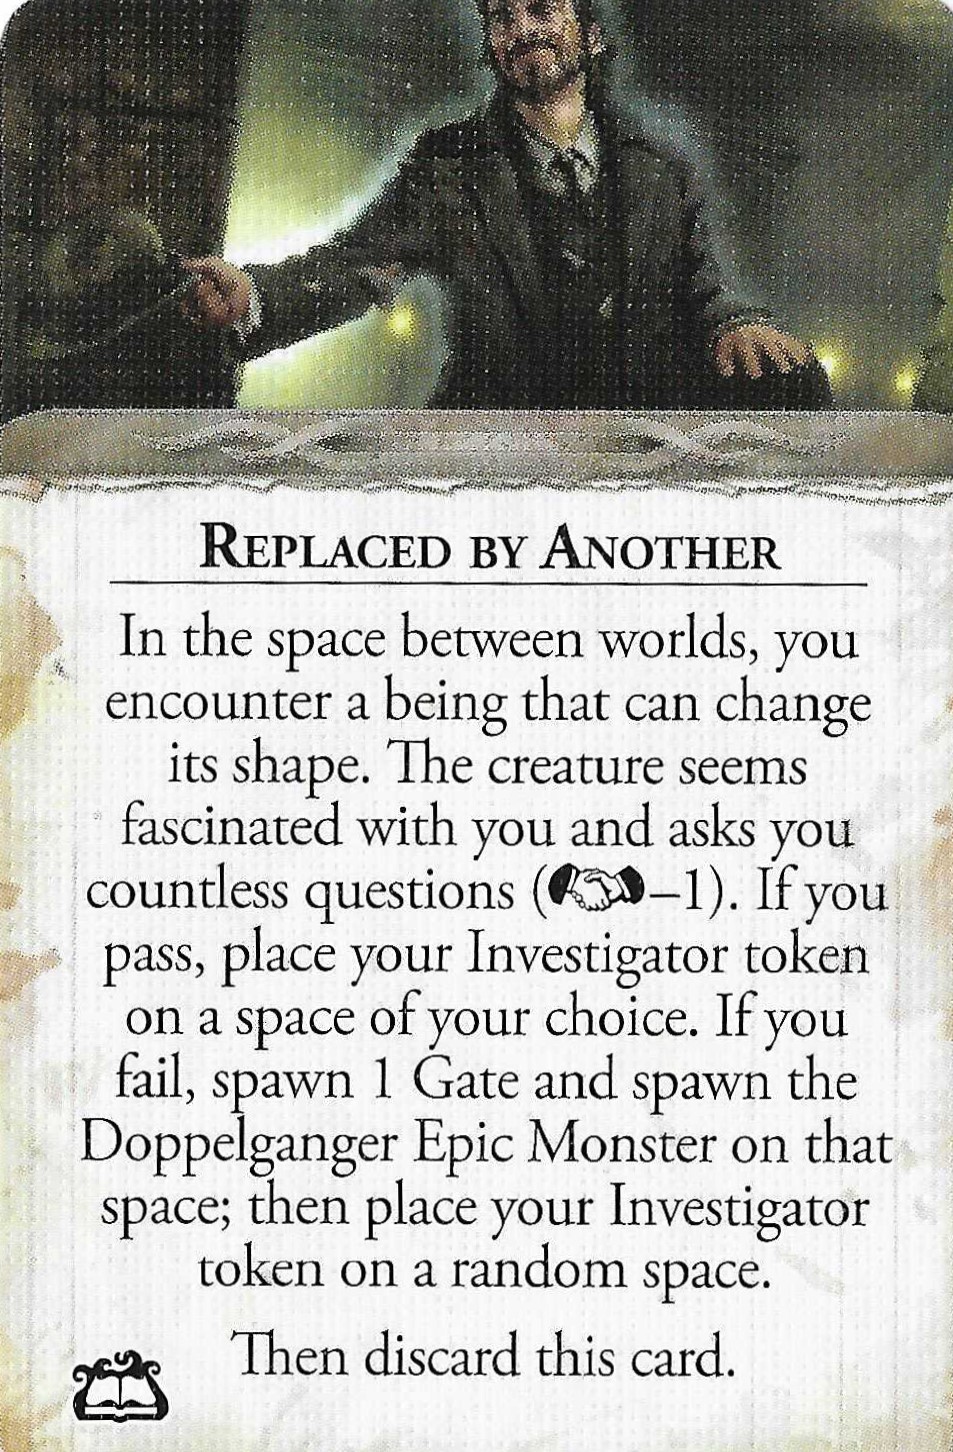 REPLACED BY ANOTHER
In the space between worlds, you
encounter a being that can change
its shape. The creature seems
fascinated with you and asks you
countless questions (–1). If you
pass, place your Investigator token
on a space of your choice. If you
fail, spawn 1 Gate and spawn the
Doppelganger Epic Monster on that
space; then place your Investigator
token on a random space.
Then discard this card.